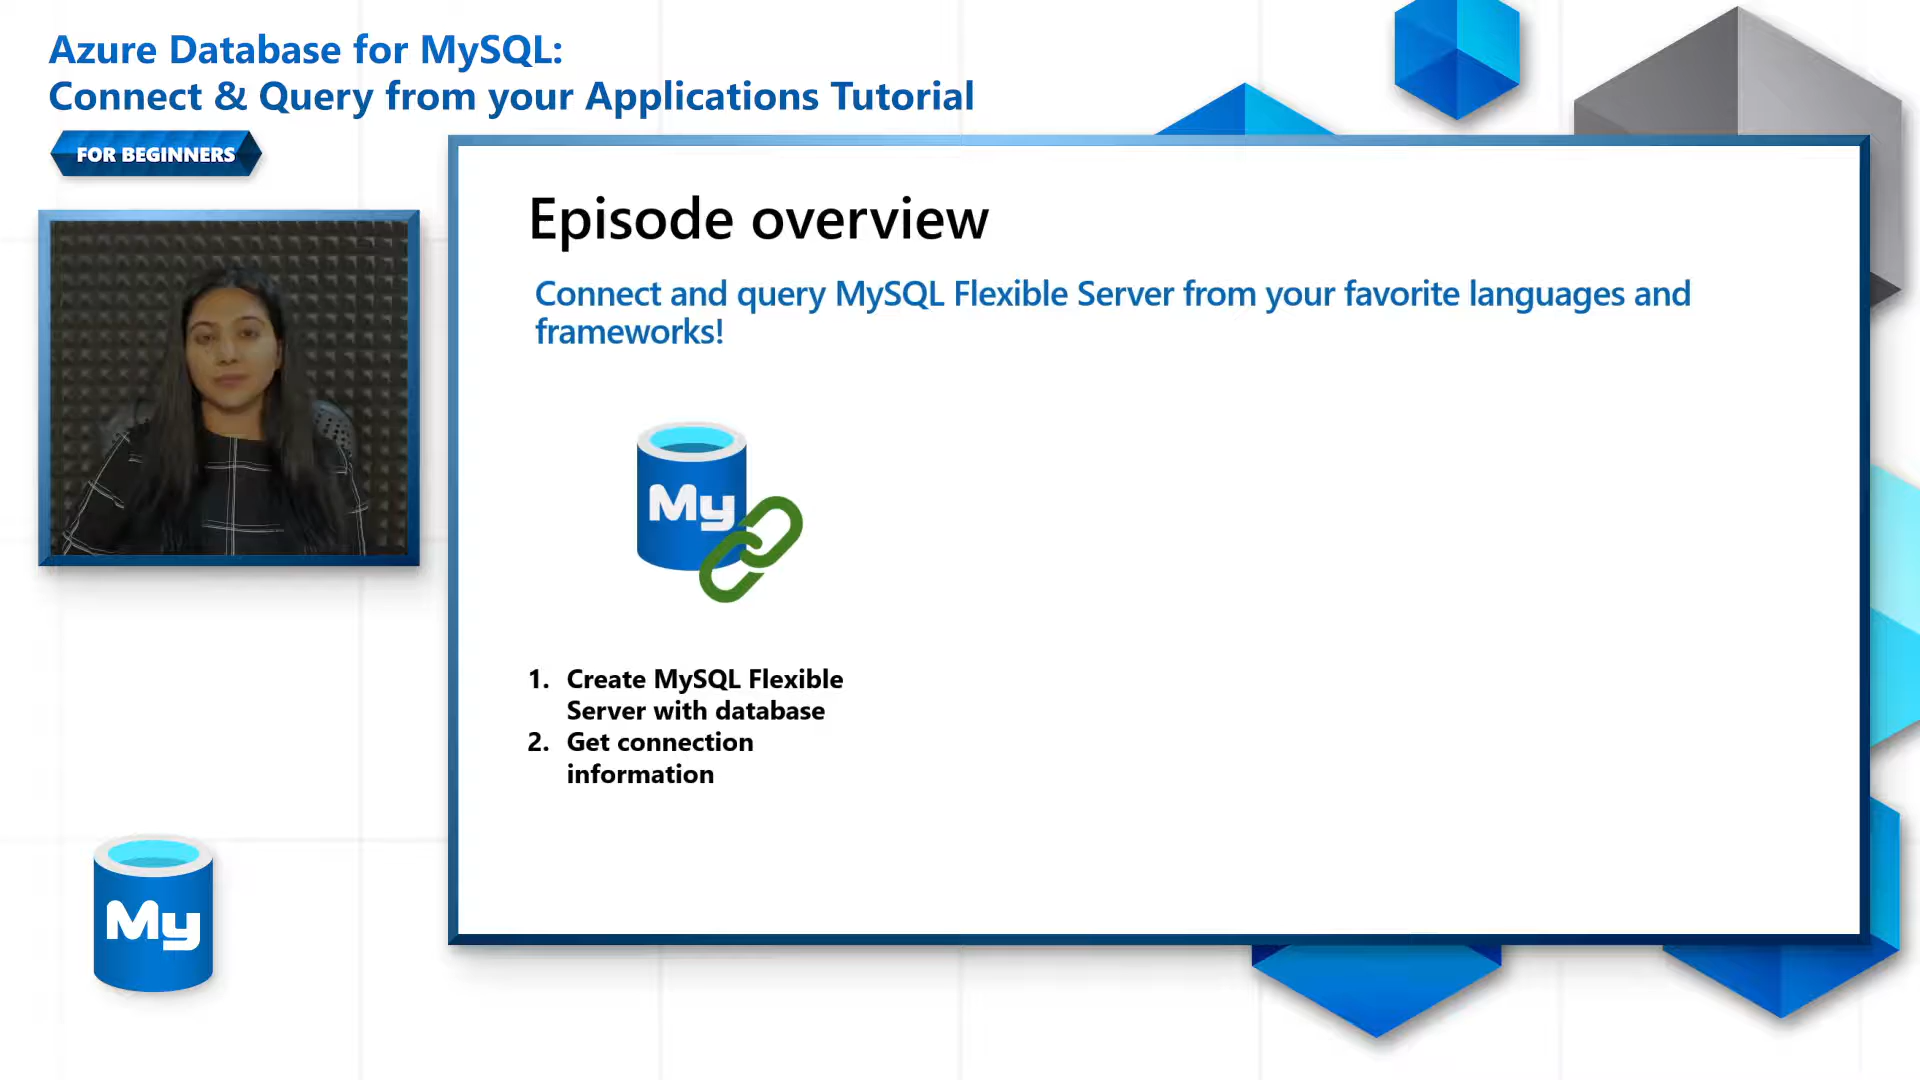 Azure Database for MySQL:
Connect & Query from your Applications Tutorial
FOR BEGINNERS
Episode overview
Connect and query MySQL Flexible Server from your favorite languages and
frameworks!
My
1. Create MySQL Flexible
Server with database
2. Get connection
information
My